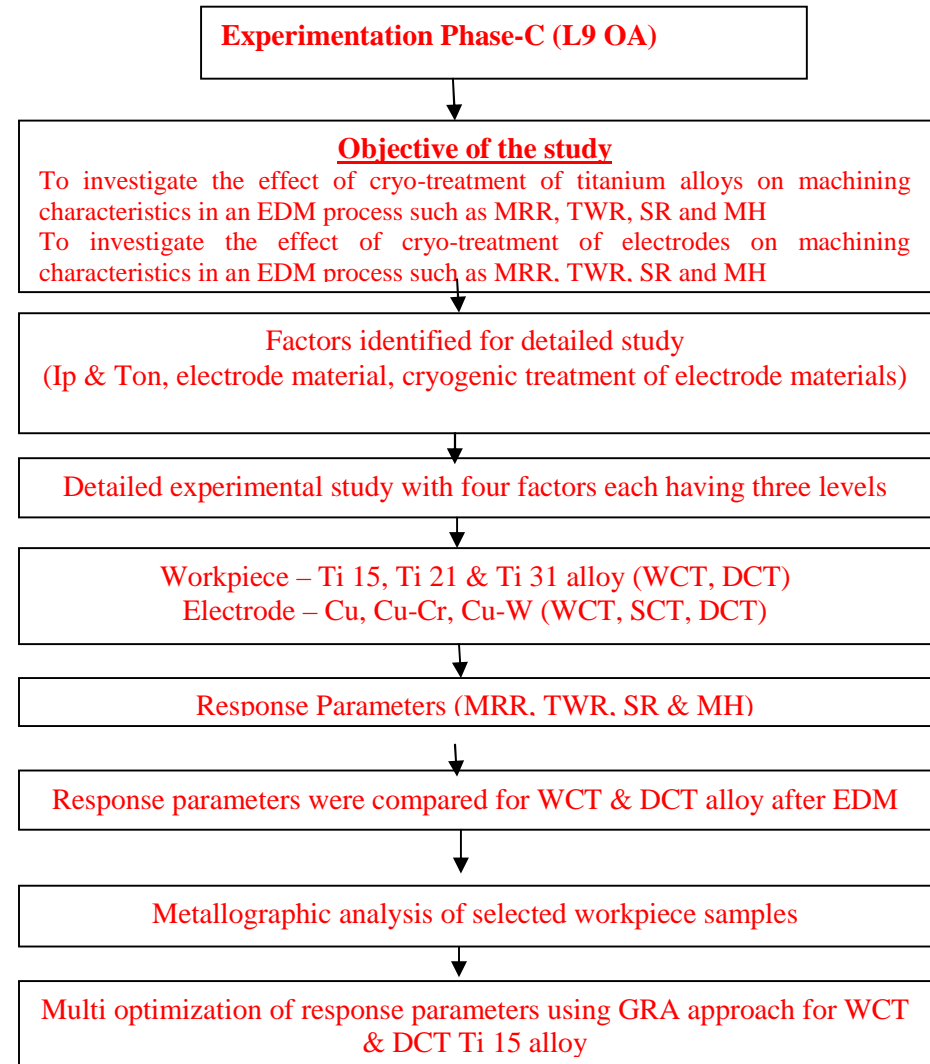 Experimentation Phase-C (L9 OA)
Objective of the study
To investigate the effect of cryo-treatment of titanium alloys on machining
characteristics in an EDM process such as MRR, TWR, SR and MH
To investigate the effect of cryo-treatment of electrodes on machining
characteristics in an EDM process such as MRR, TWR, SR and MH
Factors identified for detailed study
(Ip & Ton, electrode material, cryogenic treatment of electrode materials)
Detailed experimental study with four factors each having three levels
Workpiece – Ti 15, Ti 21 & Ti 31 alloy (WCT, DCT)
Electrode – Cu, Cu-Cr, Cu-W (WCT, SCT, DCT)
Response Parameters (MRR, TWR, SR & MH)
Response parameters were compared for WCT & DCT alloy after EDM
Metallographic analysis of selected workpiece samples
Multi optimization of response parameters using GRA approach for WCT
& DCT Ti 15 alloy